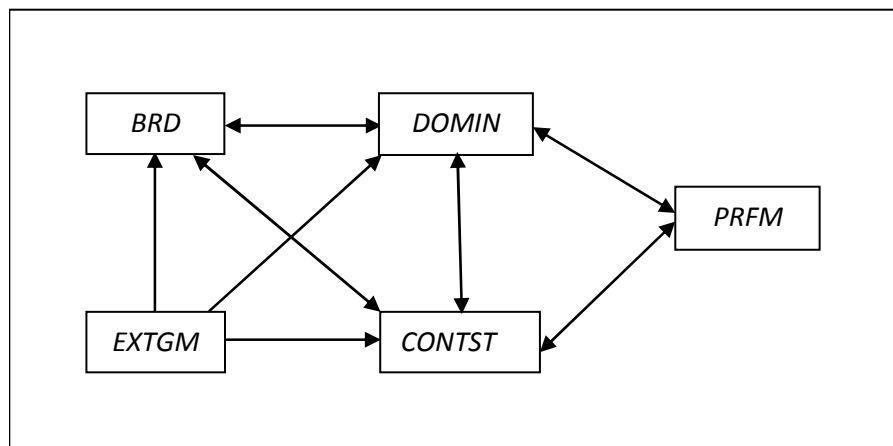 BRD
DOMIN
PRFM
EXTGM
CONTST